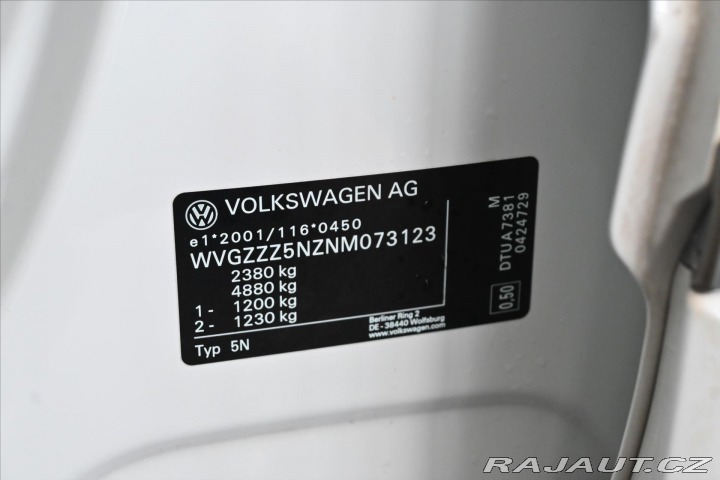 VOLKSWAGEN AG
e1*2001/116*0450
WVGZZZ5NZNM073123
2380 kg
4880 kg
1- 1200 kg
2- 1230 kg
Typ 5N
Berliner Ring 2
DE - 38440 Wolfsburg
www.volkswagen.com
M
DTUA7381
0424729
0,50
RAJAUT.CZ